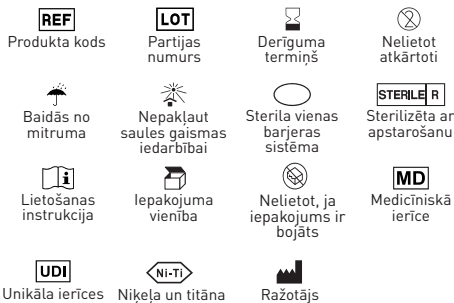 REF
Produkta kods
LOT
Partijas
numurs
Derīguma
termiņš
2
Nelietot
atkārtoti
Baidās no
mitruma
Nepakļaut
saules gaismas
iedarbībai
Sterila vienas
barjeras
sistēma
STERILE R
Sterilizēta ar
apstarošanu
i
Lietošanas
instrukcija
Iepakojuma
vienība
Nelietot, ja
iepakojums ir
bojāts
MD
Medicīniskā
ierīce
UDI
Unikāla ierīces
Ni-Ti
Niķeļa un titāna
Ražotājs